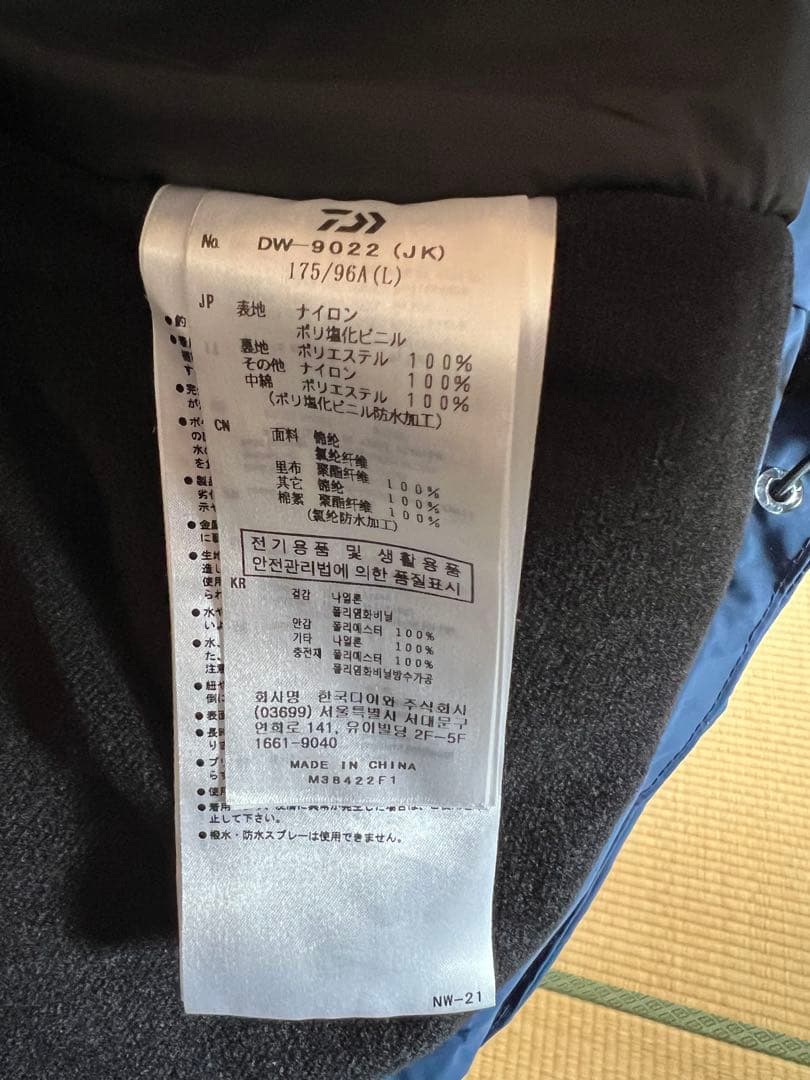 No. DW-9022 (JK)
175/96A(L)
JP 表地 ナイロン
ポリ塩化ビニル
裏地 ポリエステル 100%
その他 ナイロン 100%
中綿 ポリエステル 100%
(ポリ塩化ビニル防水加工)
CN 面料 锦纶
氯纶纤维
里布 聚酯纤维 100%
其它 锦纶 100%
棉絮 聚酯纤维 100%
(氯纶防水加工)
전기용품 및 생활용품
안전관리법에 의한 품질표시
KR 겉감 나일론
폴리염화비닐
안감 폴리에스터 100%
기타 나일론 100%
충전재 폴리에스터 100%
폴리염화비닐방수가공
회사명 한국다이와 주식회사
(03699) 서울특별시 서대문구
연희로 141, 유이빌딩 2F-5F
1661-9040
MADE IN CHINA
M38422F1
止して下さい。
●撥水・防水スプレーは使用できません。
NW-21